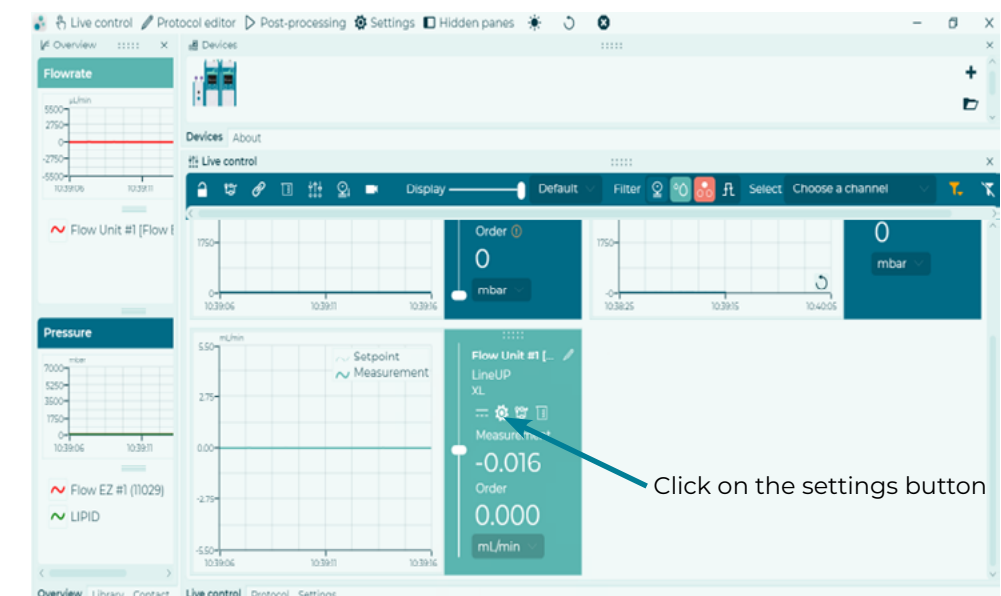 Live control Protocol editor Post-processing Settings Hidden panes
Overview
Devices
Flowrate
µL/min
5500
2750
0
-2750
-5500
10:39:06 10:39:11
Flow Unit #1 [Flow E
Devices About
Live control
Display Default Filter Select Choose a channel
Pressure
mbar
7000
5250
3500
1750
0
10:39:06 10:39:11
Flow EZ #1 (11029)
LIPID
1750
0
10:39:06 10:39:11 10:39:16
Order
0
mbar
1750
0
10:38:25 10:39:15 10:40:05
0
mbar
mL/min
5.50
2.75
0.00
-2.75
-5.50
10:39:06 10:39:11 10:39:16
Setpoint
Measurement
Flow Unit #1 [...
LineUP
XL
Measurement
-0.016
Order
0.000
mL/min
Click on the settings button
Overview Library Contact
Live control Protocol Settings